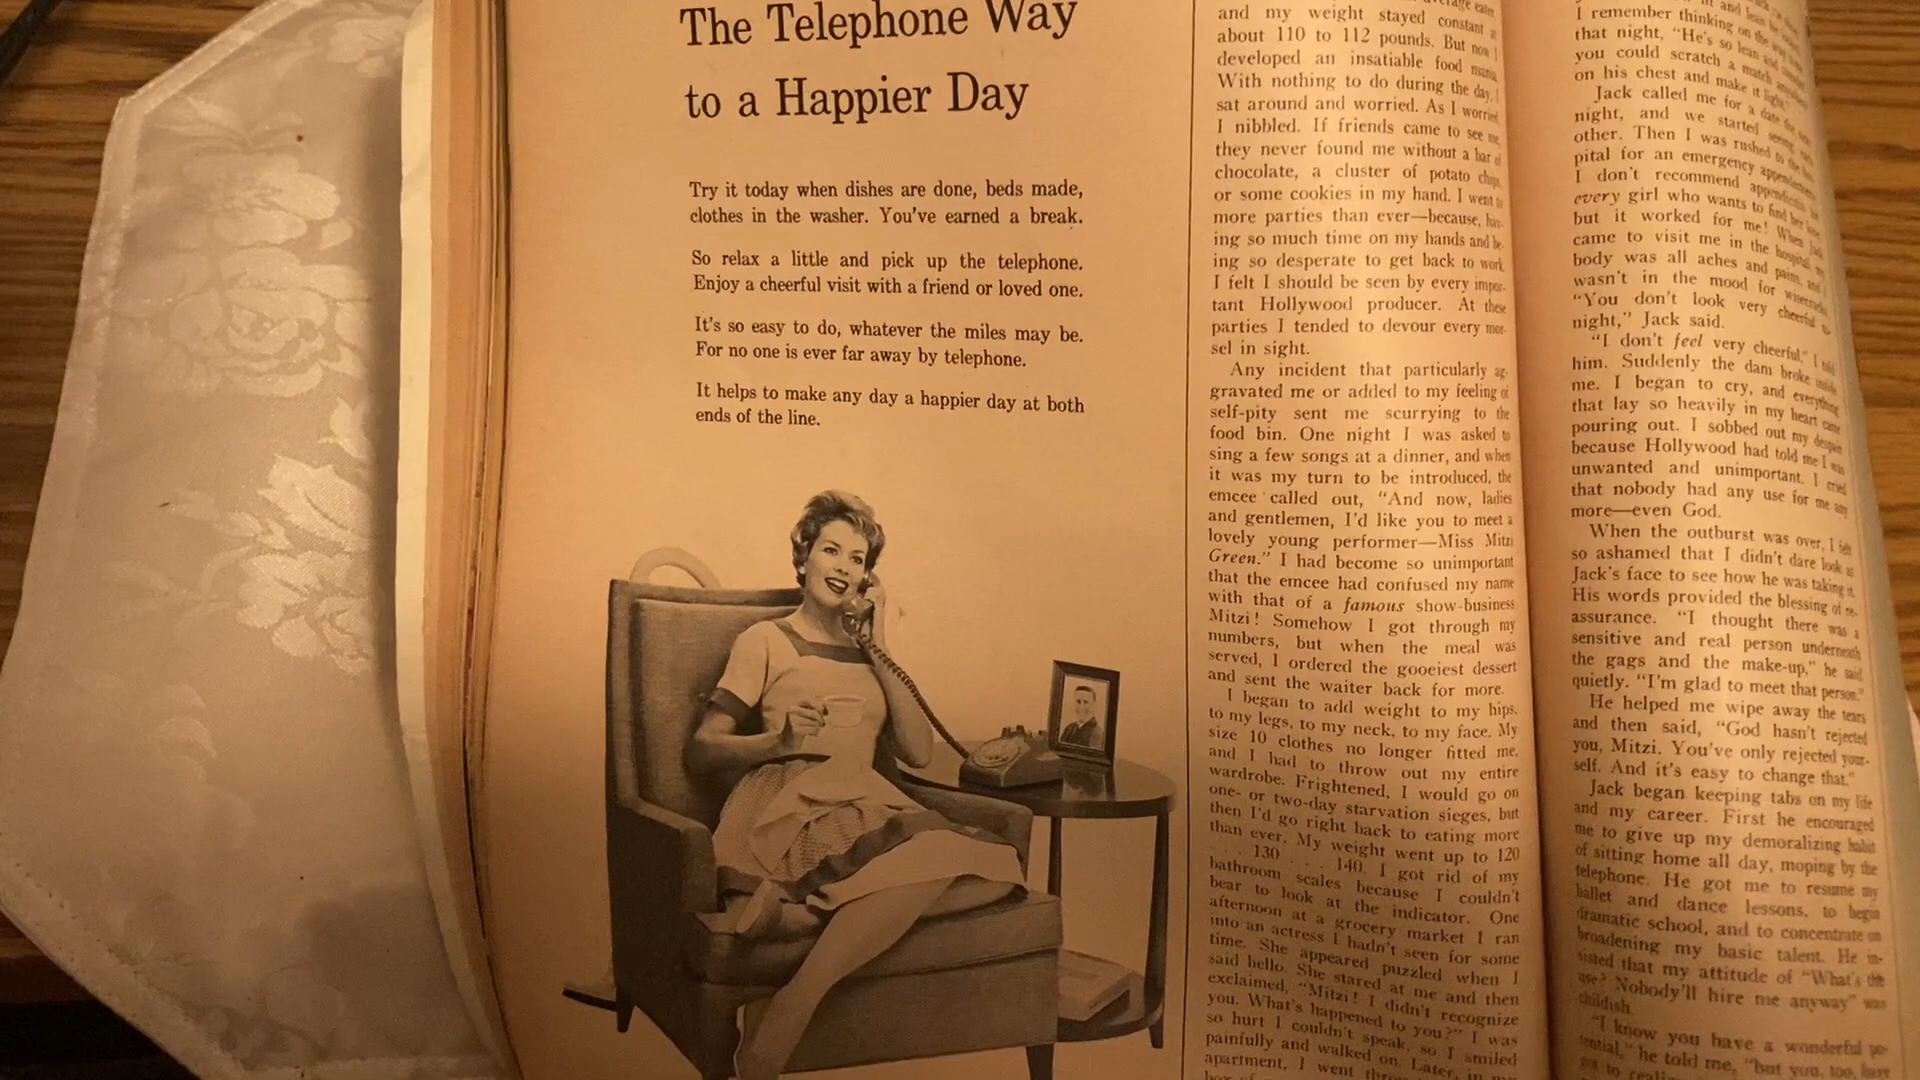 The Telephone Way
to a Happier Day
Try it today when dishes are done, beds made,
clothes in the washer. You've earned a break.
So relax a little and pick up the telephone.
Enjoy a cheerful visit with a friend or loved one.
It's so easy to do, whatever the miles may be.
For no one is ever far away by telephone.
It helps to make any day a happier day at both
ends of the line.
and my weight stayed constant
about 110 to 112 pounds. But now I
developed an insatiable food mania.
With nothing to do during the day, I
sat around and worried. As I worried,
I nibbled. If friends came to see me,
they never found me without a bar of
chocolate, a cluster of potato chips,
or some cookies in my hand. I went to
more parties than ever—because, hav-
ing so much time on my hands and be-
ing so desperate to get back to work,
I felt I should be seen by every impor-
tant Hollywood producer. At these
parties I tended to devour every mor-
sel in sight.
Any incident that particularly ag-
gravated me or added to my feeling of
self-pity sent me scurrying to the
food bin. One night I was asked to
sing a few songs at a dinner, and when
it was my turn to be introduced, the
emcee called out, "And now, ladies
and gentlemen, I'd like you to meet a
lovely young performer—Miss Mitzi
Green." I had become so unimportant
that the emcee had confused my name
with that of a famous show-business
Mitzi! Somehow I got through my
numbers, but when the meal was
served, I ordered the gooeiest dessert
and sent the waiter back for more.
I began to add weight to my hips,
to my legs, to my neck, to my face. My
size 10 clothes no longer fitted me,
and I had to throw out my entire
wardrobe. Frightened, I would go on
one- or two-day starvation sieges, but
then I'd go right back to eating more
than ever. My weight went up to 120
. . . 130 . . . 140. I got rid of my
bathroom scales because I couldn't
bear to look at the indicator. One
afternoon at a grocery market I ran
into an actress I hadn't seen for some
time. She appeared puzzled when I
said hello. She stared at me and then
exclaimed, "Mitzi! I didn't recognize
you. What's happened to you?" I was
so hurt I couldn't speak, so I smiled
painfully and walked on. Later, in my
apartment, I went
I remember thinking on the way
that night, "He's so lean and
you could scratch a match anywhere
on his chest and make it light."
Jack called me for a date the next
night, and we started seeing each
other. Then I was rushed to the hos-
pital for an emergency appendectomy.
I don't recommend appendicitis to
every girl who wants to find her love
but it worked for me! When Jack
came to visit me in the hospital, my
body was all aches and pains, and I
wasn't in the mood for wisecracks.
"You don't look very cheerful to-
night," Jack said.
"I don't feel very cheerful," I told
him. Suddenly the dam broke inside
me. I began to cry, and everything
that lay so heavily in my heart came
pouring out. I sobbed out my despair
because Hollywood had told me I was
unwanted and unimportant. I cried
that nobody had any use for me any
more—even God.
When the outburst was over, I felt
so ashamed that I didn't dare look at
Jack's face to see how he was taking it.
His words provided the blessing of re-
assurance. "I thought there was a
sensitive and real person underneath
the gags and the make-up," he said
quietly. "I'm glad to meet that person."
He helped me wipe away the tears
and then said, "God hasn't rejected
you, Mitzi. You've only rejected your-
self. And it's easy to change that."
Jack began keeping tabs on my life
and my career. First he encouraged
me to give up my demoralizing habit
of sitting home all day, moping by the
telephone. He got me to resume my
ballet and dance lessons, to begin
dramatic school, and to concentrate on
broadening my basic talent. He in-
sisted that my attitude of "What's the
use? Nobody'll hire me anyway" was
childish.
"I know you have a wonderful po-
tential," he told me, "but you, too, have